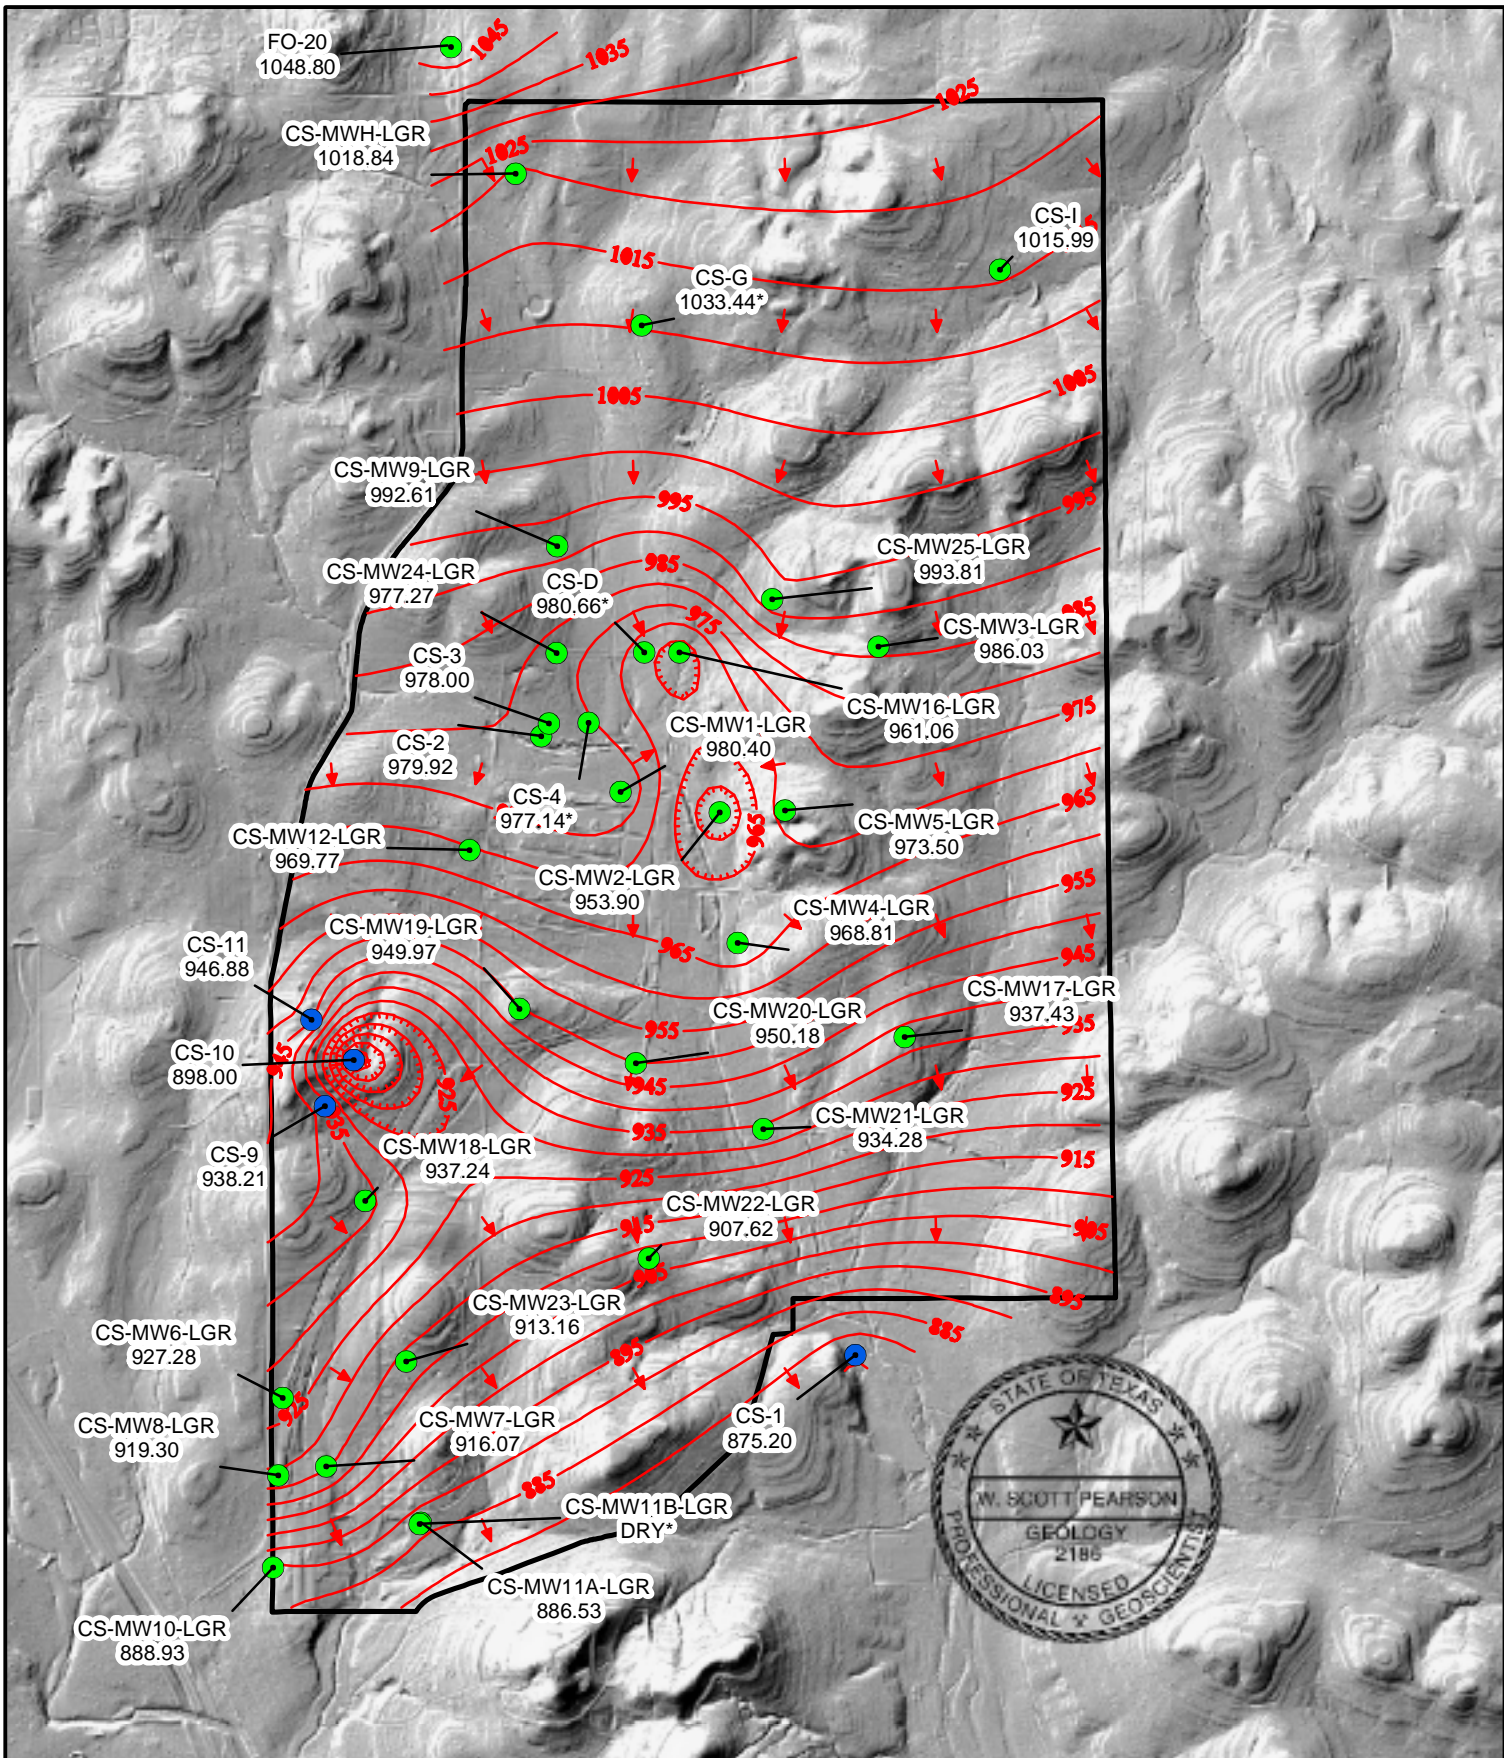 FO-20
1048.80
1045
1035
1025
CS-MWH-LGR
1018.84
1025
CS-I
1015.99
1015
CS-G
1033.44*
1005
1005
CS-MW9-LGR
992.61
995
995
CS-MW25-LGR
993.81
985
CS-MW24-LGR
977.27
CS-D
980.66*
975
985
CS-MW3-LGR
986.03
CS-3
978.00
CS-MW16-LGR
961.06
975
CS-MW1-LGR
980.40
CS-2
979.92
CS-4
977.14*
965
965
CS-MW5-LGR
973.50
CS-MW12-LGR
969.77
CS-MW2-LGR
953.90
955
CS-MW4-LGR
968.81
CS-MW19-LGR
949.97
CS-11
946.88
965
945
CS-MW17-LGR
937.43
CS-MW20-LGR
950.18
955
935
CS-10
898.00
945
925
945
925
935
935
CS-MW21-LGR
934.28
CS-9
938.21
CS-MW18-LGR
937.24
915
925
CS-MW22-LGR
907.62
915
905
905
CS-MW23-LGR
913.16
895
885
CS-MW6-LGR
927.28
895
925
CS-MW8-LGR
919.30
CS-MW7-LGR
916.07
CS-1
875.20
885
CS-MW11B-LGR
DRY*
CS-MW11A-LGR
886.53
CS-MW10-LGR
888.93
STATE OF TEXAS
W. SCOTT PEARSON
GEOLOGY
2186
LICENSED
PROFESSIONAL GEOSCIENTIST